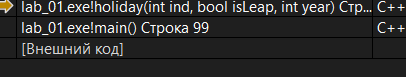 lab_01.exe!holiday(int ind, bool isLeap, int year) Стр... C++
lab_01.exe!main() Строка 99 C++
[Внешний код]